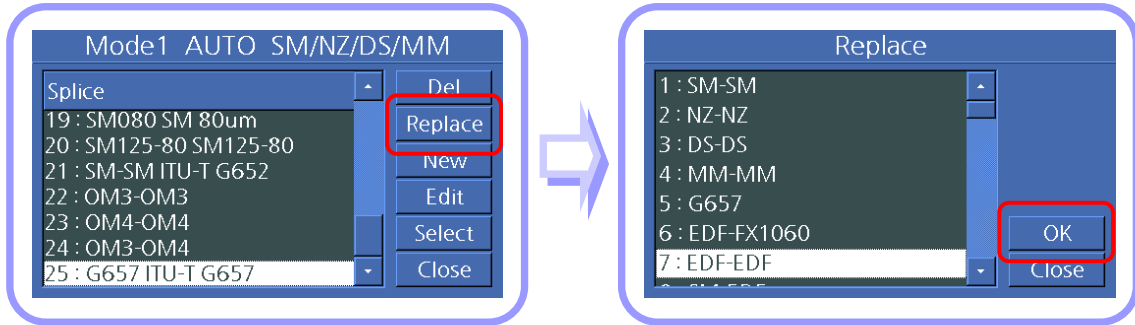 Mode1 AUTO SM/NZ/DS/MM
Splice
19 : SM080 SM 80um
20 : SM125-80 SM125-80
21 : SM-SM ITU-T G652
22 : OM3-OM3
23 : OM4-OM4
24 : OM3-OM4
25 : G657 ITU-T G657
Del
Replace
New
Edit
Select
Close
Replace
1 : SM-SM
2 : NZ-NZ
3 : DS-DS
4 : MM-MM
5 : G657
6 : EDF-FX1060
7 : EDF-EDF
OK
Close